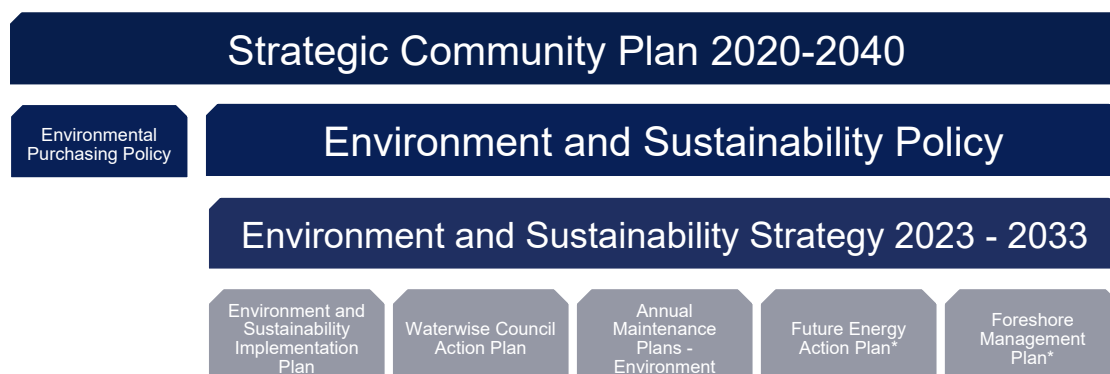 Strategic Community Plan 2020-2040
Environmental
Purchasing Policy
Environment and Sustainability Policy
Environment and Sustainability Strategy 2023 - 2033
Environment and
Sustainability
Implementation
Plan
Waterwise Council
Action Plan
Annual
Maintenance
Plans -
Environment
Future Energy
Action Plan*
Foreshore
Management
Plan*